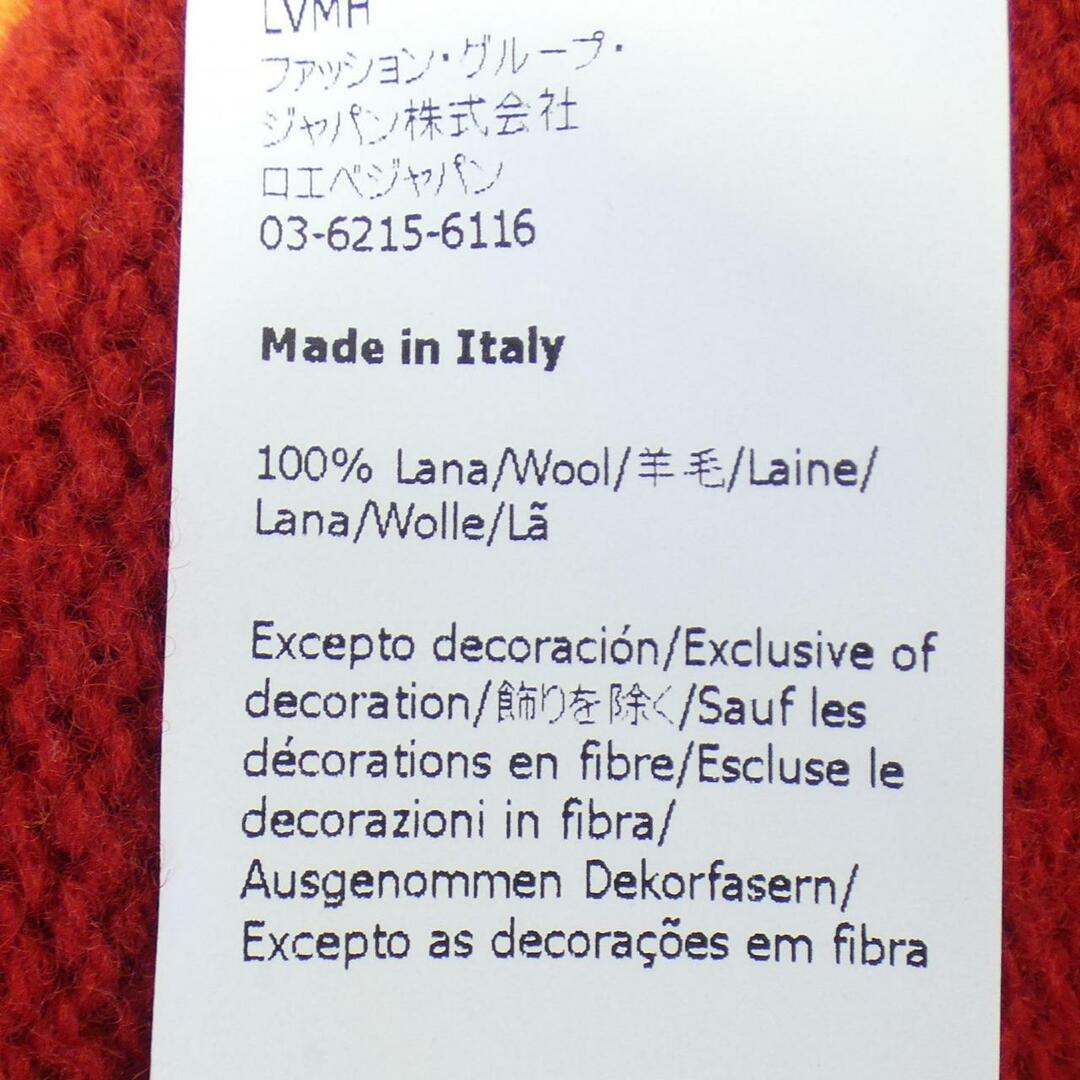 LVMH
ファッション・グループ・
ジャパン株式会社
ロエベジャパン
03-6215-6116
Made in Italy
100% Lana/Wool/羊毛/Laine/
Lana/Wolle/Lã
Excepto decoración/Exclusive of
decoration/飾りを除く/Sauf les
décorations en fibre/Escluse le
decorazioni in fibra/
Ausgenommen Dekorfasern/
Excepto as decorações em fibra